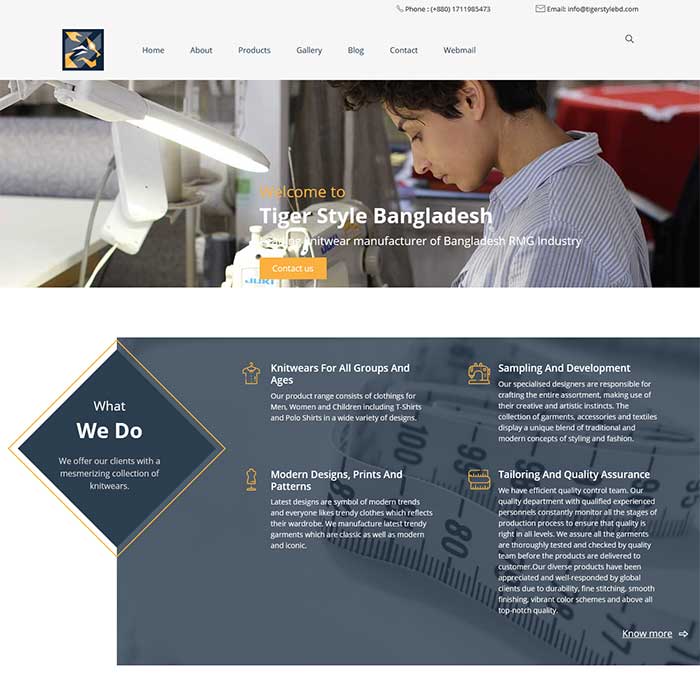 Phone : (+880) 1711985473
Email: info@tigerstylebd.com
Home
About
Products
Gallery
Blog
Contact
Webmail
Welcome to
Tiger Style Bangladesh
knitwear manufacturer of Bangladesh RMG Industry
Contact us
JUKI
What
We Do
We offer our clients with a
mesmerizing collection of
knitwears.
Knitwears For All Groups And
Ages
Our product range consists of clothings for
Men, Women and Children including T-Shirts
and Polo Shirts in a wide variety of designs.
Sampling And Development
Our specialised designers are responsible for
crafting the entire assortment, making use of
their creative and artistic instincts. The
collection of garments, accessories and textiles
display a unique blend of traditional and
modern concepts of styling and fashion.
Modern Designs, Prints And
Patterns
Latest designs are symbol of modern trends
and everyone likes trendy clothes which reflects
their wardrobe. We manufacture latest trendy
garments which are classic as well as modern
and iconic.
Tailoring And Quality Assurance
We have efficient quality control team. Our
quality department with qualified experienced
personnels constantly monitor all the stages of
production process to ensure that quality is
right in all levels. We assure all the garments
are thoroughly tested and checked by quality
team before the products are delivered to
customer.Our diverse products have been
appreciated and well-responded by global
clients due to durability, fine stitching, smooth
finishing, vibrant color schemes and above all
top-notch quality.
Know more